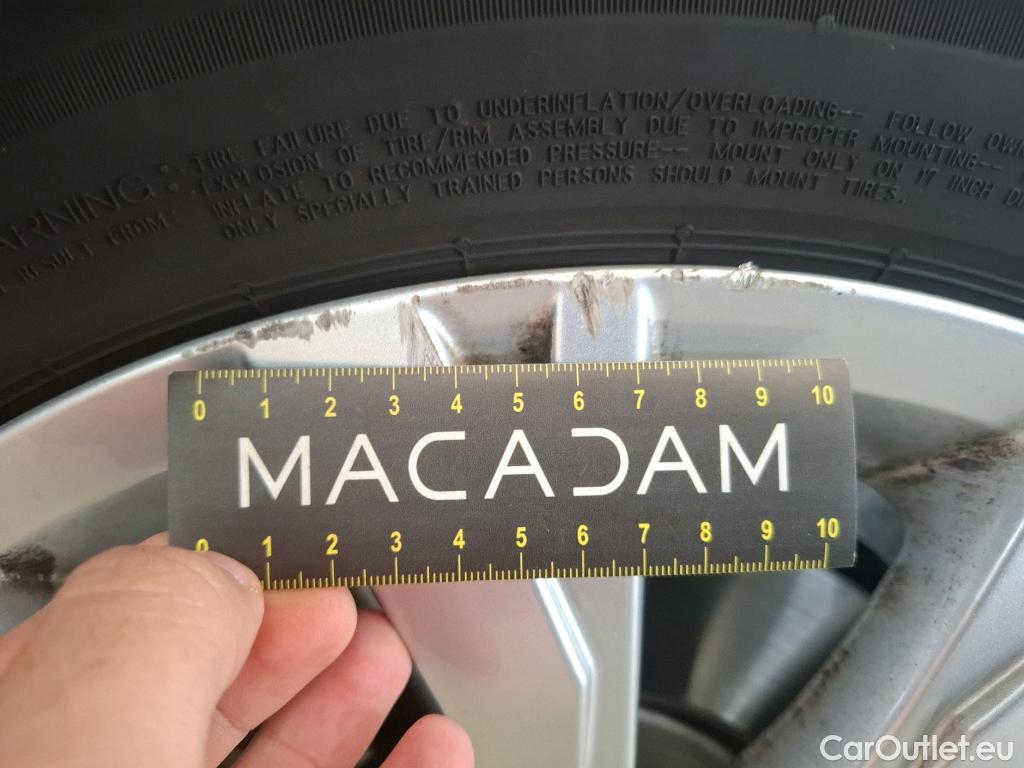 WARNING: TIRE FAILURE DUE TO UNDERINFLATION/OVERLOADING-- FOLLOW
RESULT FROM: EXPLOSION OF TIRE/RIM ASSEMBLY DUE TO IMPROPER MOUNTING--
INFLATE TO RECOMMENDED PRESSURE-- MOUNT ONLY ON 17 INCH
ONLY SPECIALLY TRAINED PERSONS SHOULD MOUNT TIRES.
0 1 2 3 4 5 6 7 8 9 10
MACADAM
0 1 2 3 4 5 6 7 8 9 10
CarOutlet.eu